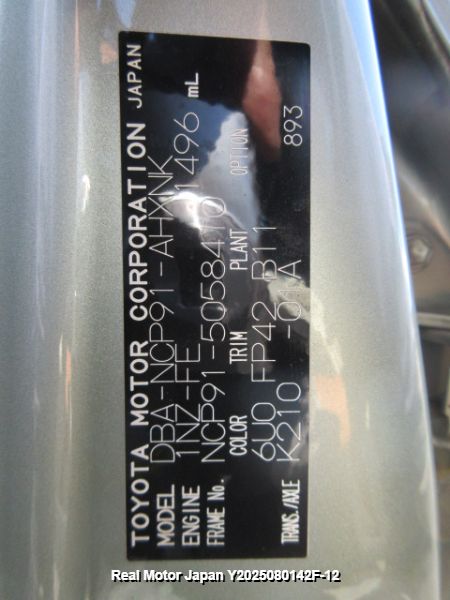 TOYOTA MOTOR CORPORATION JAPAN
MODEL DBA-NCP91-AHXNK
ENGINE 1NZ-FE 1496 mL
FRAME No. NCP91-5058410
COLOR TRIM PLANT OPTION
6U0 FP42 B11
TRANS./AXLE K210 -01A 893
Real Motor Japan Y2025080142F-12